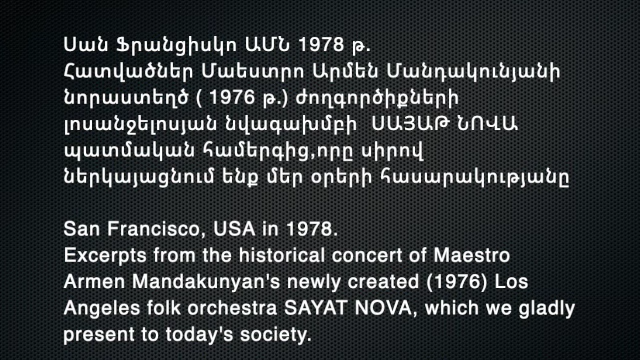 Սան Ֆրանցիսկո ԱՄՆ 1978 թ.
Հատվածներ Մաեստրո Արմեն Մանդակունյանի
նորաստեղծ ( 1976 թ.) ժողգործիքների
լոսանջելոսյան նվագախմբի  ՍԱՅԱԹ ՆՈՎԱ
պատմական համերգից,որը սիրով
ներկայացնում ենք մեր օրերի հասարակությանը
San Francisco, USA in 1978.
Excerpts from the historical concert of Maestro
Armen Mandakunyan's newly created (1976) Los
Angeles folk orchestra SAYAT NOVA, which we gladly
present to today's society.